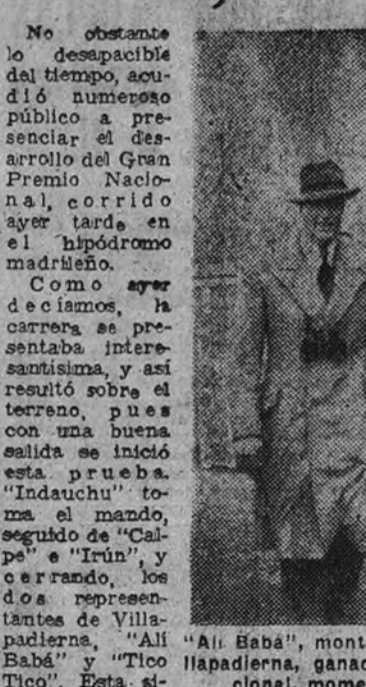 No obstante
lo desapacible
del tiempo, acu-
dió numeroso
público a pre-
senciar el des-
arrollo del Gran
Premio Nacio-
nal, corrido
ayer tarde en
el hipódromo
madrileño.
Como ayer
decíamos, la
carrera se pre-
sentaba intere-
santísima, y así
resultó sobre el
terreno, pues
con una buena
salida se inició
esta prueba.
"Indauchu" to-
ma el mando,
seguido de "Cal-
pe" e "Irún", y
cerrando, los
dos represen-
tantes de Villa-
padierna, "Alí
Babá" y "Tico
Tico". Esta si-
"Alí Babá", mont
llapadierna, ganad
cional, mome